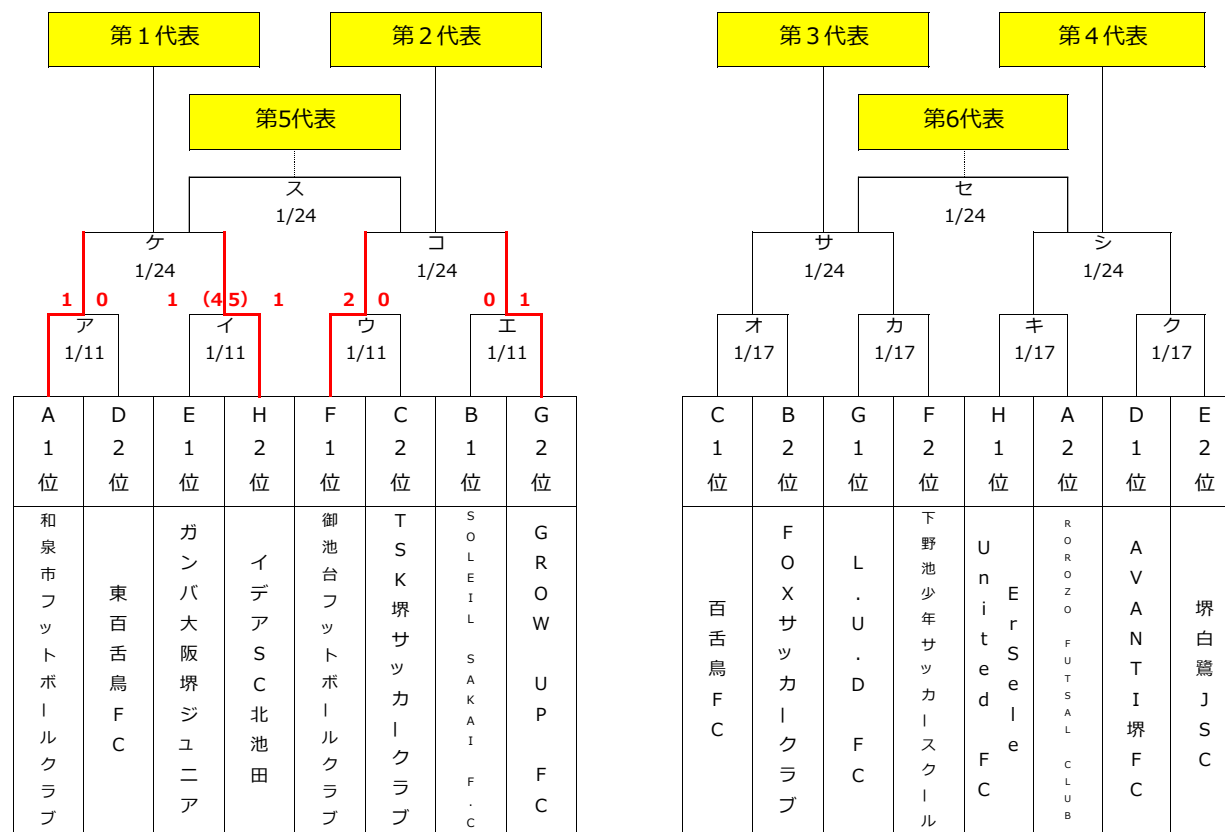 第1代表
第2代表
第3代表
第4代表
第5代表
第6代表
ス
1/24
セ
1/24
ケ
1/24
コ
1/24
サ
1/24
シ
1/24
1 0
1 (4 5) 1
2 0
0 1
ア
1/11
イ
1/11
ウ
1/11
エ
1/11
オ
1/17
カ
1/17
キ
1/17
ク
1/17
A1位
D2位
E1位
H2位
F1位
C2位
B1位
G2位
C1位
B2位
G1位
F2位
H1位
A2位
D1位
E2位
和泉市フットボールクラブ
東百舌鳥FC
ガンバ大阪堺ジュニア
イデアSC北池田
御池台フットボールクラブ
TSK堺サッカークラブ
SOLEIL SAKAI F.C
GROW UP FC
百舌鳥FC
FOXサッカークラブ
L.U.D FC
下野池少年サッカースクール
ErSele
United FC
ROROZO FUTSAL CLUB
AVANTI堺FC
堺白鷺JSC